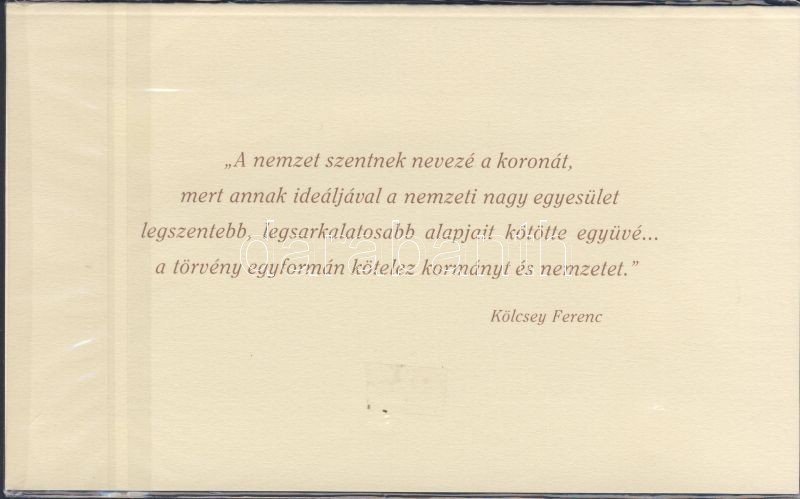 „A nemzet szentnek nevezé a koronát,
mert annak ideáljával a nemzeti nagy egyesület
legszentebb, legsarkalatosabb alapjait kötötte együvé...
a törvény egyformán kötelez kormányt és nemzetet.”
Kölcsey Ferenc
darabanth